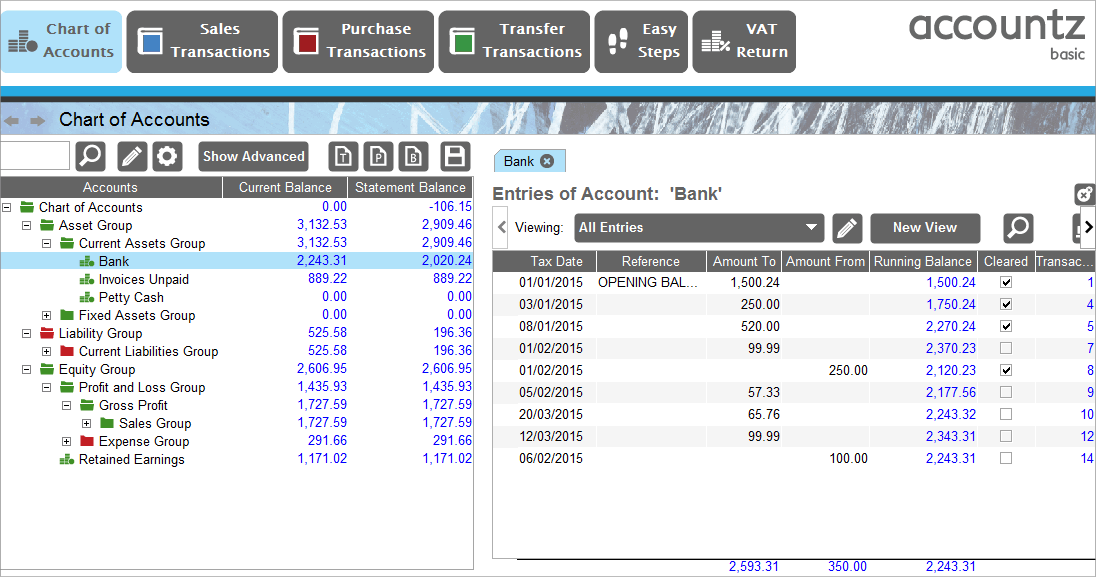 Chart of Accounts
Sales Transactions
Purchase Transactions
Transfer Transactions
Easy Steps
VAT Return
accountz
basic
Chart of Accounts
Show Advanced
T
P
B
Accounts Current Balance Statement Balance
Chart of Accounts 0.00 -106.15
Asset Group 3,132.53 2,909.46
Current Assets Group 3,132.53 2,909.46
Bank 2,243.31 2,020.24
Invoices Unpaid 889.22 889.22
Petty Cash 0.00 0.00
Fixed Assets Group 0.00 0.00
Liability Group 525.58 196.36
Current Liabilities Group 525.58 196.36
Equity Group 2,606.95 2,606.95
Profit and Loss Group 1,435.93 1,435.93
Gross Profit 1,727.59 1,727.59
Sales Group 1,727.59 1,727.59
Expense Group 291.66 291.66
Retained Earnings 1,171.02 1,171.02
Bank
Entries of Account: 'Bank'
Viewing: All Entries New View
Tax Date Reference Amount To Amount From Running Balance Cleared Transac...
01/01/2015 OPENING BAL... 1,500.24 1,500.24 1
03/01/2015 250.00 1,750.24 4
08/01/2015 520.00 2,270.24 5
01/02/2015 99.99 2,370.23 7
01/02/2015 250.00 2,120.23 8
05/02/2015 57.33 2,177.56 9
20/03/2015 65.76 2,243.32 10
12/03/2015 99.99 2,343.31 12
06/02/2015 100.00 2,243.31 14
2,593.31 350.00 2,243.31